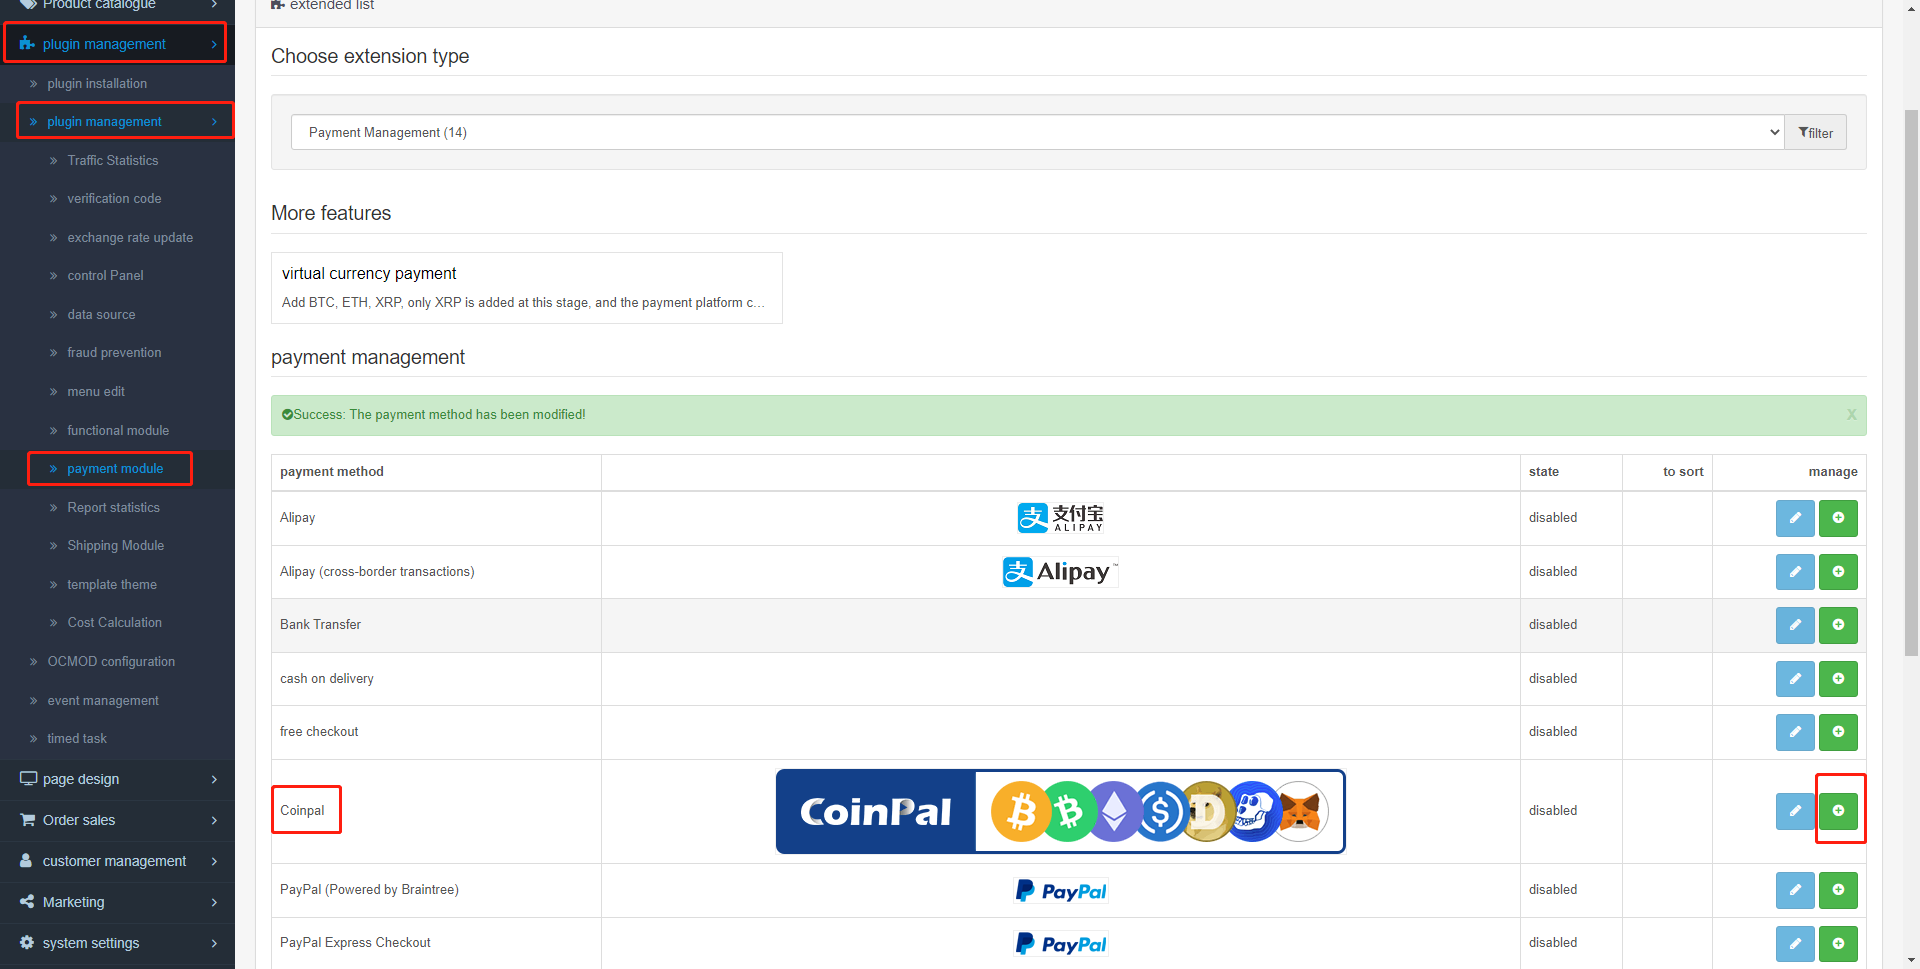 Product catalogue
plugin management
plugin installation
plugin management
Traffic Statistics
verification code
exchange rate update
control Panel
data source
fraud prevention
menu edit
functional module
payment module
Report statistics
Shipping Module
template theme
Cost Calculation
OCMOD configuration
event management
timed task
page design
Order sales
customer management
Marketing
system settings
extended list
Choose extension type
Payment Management (14)
filter
More features
virtual currency payment
Add BTC, ETH, XRP, only XRP is added at this stage, and the payment platform c...
payment management
Success: The payment method has been modified!
X
payment method state to sort manage
Alipay 支 支付宝 ALIPAY disabled
Alipay (cross-border transactions) 支 Alipay™ disabled
Bank Transfer disabled
cash on delivery disabled
free checkout disabled
Coinpal CoinPal disabled
PayPal (Powered by Braintree) PayPal disabled
PayPal Express Checkout PayPal disabled